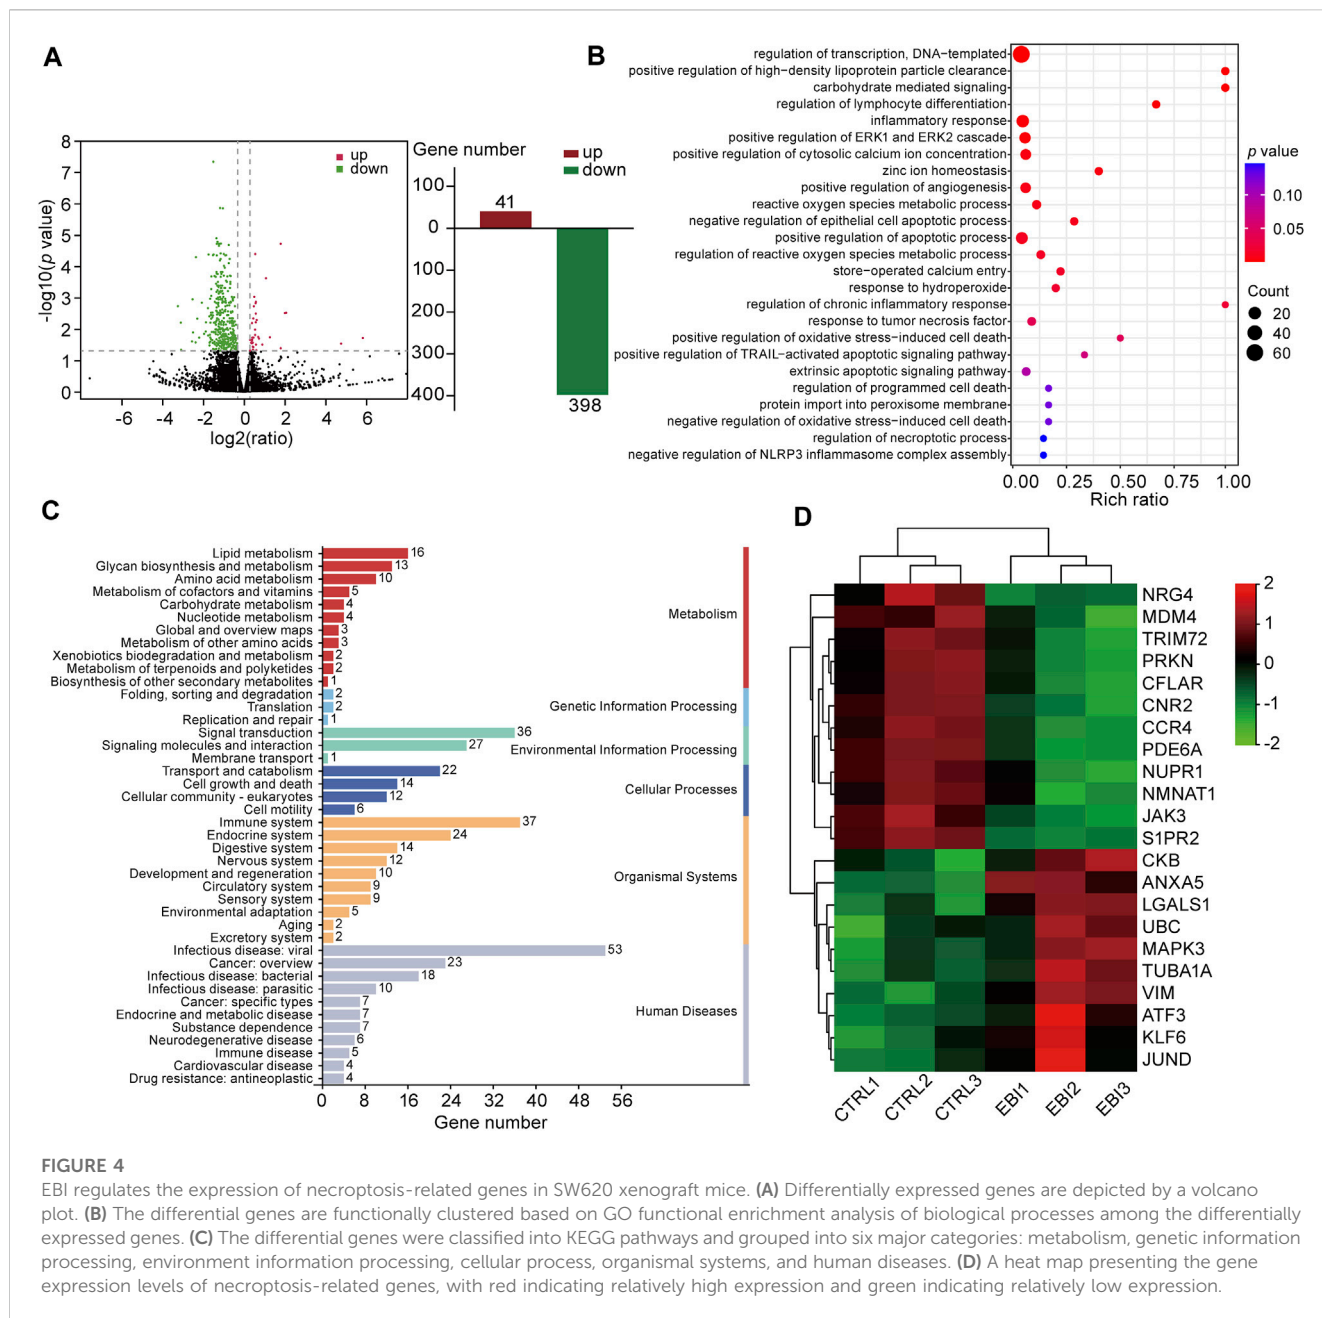 A
8
7
6
5
4
3
2
1
0
-log10(p value)
up
down
-6 -4 -2 0 2 4 6
log2(ratio)
Gene number
up
down
100
0
100
200
300
400
41
398
B
regulation of transcription, DNA−templated
positive regulation of high−density lipoprotein particle clearance
carbohydrate mediated signaling
regulation of lymphocyte differentiation
inflammatory response
positive regulation of ERK1 and ERK2 cascade
positive regulation of cytosolic calcium ion concentration
zinc ion homeostasis
positive regulation of angiogenesis
reactive oxygen species metabolic process
negative regulation of epithelial cell apoptotic process
positive regulation of apoptotic process
regulation of reactive oxygen species metabolic process
store−operated calcium entry
response to hydroperoxide
regulation of chronic inflammatory response
response to tumor necrosis factor
positive regulation of oxidative stress−induced cell death
positive regulation of TRAIL−activated apoptotic signaling pathway
extrinsic apoptotic signaling pathway
regulation of programmed cell death
protein import into peroxisome membrane
negative regulation of oxidative stress−induced cell death
regulation of necroptotic process
negative regulation of NLRP3 inflammasome complex assembly
0.00 0.25 0.50 0.75 1.00
Rich ratio
p value
0.10
0.05
Count
20
40
60
C
Lipid metabolism 16
Glycan biosynthesis and metabolism 13
Amino acid metabolism 10
Metabolism of cofactors and vitamins 5
Carbohydrate metabolism 4
Nucleotide metabolism 4
Global and overview maps 3
Metabolism of other amino acids 3
Xenobiotics biodegradation and metabolism 2
Metabolism of terpenoids and polyketides 2
Biosynthesis of other secondary metabolites 1
Folding, sorting and degradation 2
Translation 2
Replication and repair 1
Signal transduction 36
Signaling molecules and interaction 27
Membrane transport 1
Transport and catabolism 22
Cell growth and death 14
Cellular community - eukaryotes 12
Cell motility 6
Immune system 37
Endocrine system 24
Digestive system 14
Nervous system 12
Development and regeneration 10
Circulatory system 9
Sensory system 9
Environmental adaptation 5
Aging 2
Excretory system 2
Infectious disease: viral 53
Cancer: overview 23
Infectious disease: bacterial 18
Infectious disease: parasitic 10
Cancer: specific types 7
Endocrine and metabolic disease 7
Substance dependence 7
Neurodegenerative disease 6
Immune disease 5
Cardiovascular disease 4
Drug resistance: antineoplastic 4
0 8 16 24 32 40 48 56
Gene number
Metabolism
Genetic Information Processing
Environmental Information Processing
Cellular Processes
Organismal Systems
Human Diseases
D
NRG4
MDM4
TRIM72
PRKN
CFLAR
CNR2
CCR4
PDE6A
NUPR1
NMNAT1
JAK3
S1PR2
CKB
ANXA5
LGALS1
UBC
MAPK3
TUBA1A
VIM
ATF3
KLF6
JUND
CTRL1 CTRL2 CTRL3 EBI1 EBI2 EBI3
2
1
0
-1
-2
FIGURE 4
EBI regulates the expression of necroptosis-related genes in SW620 xenograft mice. (A) Differentially expressed genes are depicted by a volcano
plot. (B) The differential genes are functionally clustered based on GO functional enrichment analysis of biological processes among the differentially
expressed genes. (C) The differential genes were classified into KEGG pathways and grouped into six major categories: metabolism, genetic information
processing, environment information processing, cellular process, organismal systems, and human diseases. (D) A heat map presenting the gene
expression levels of necroptosis-related genes, with red indicating relatively high expression and green indicating relatively low expression.